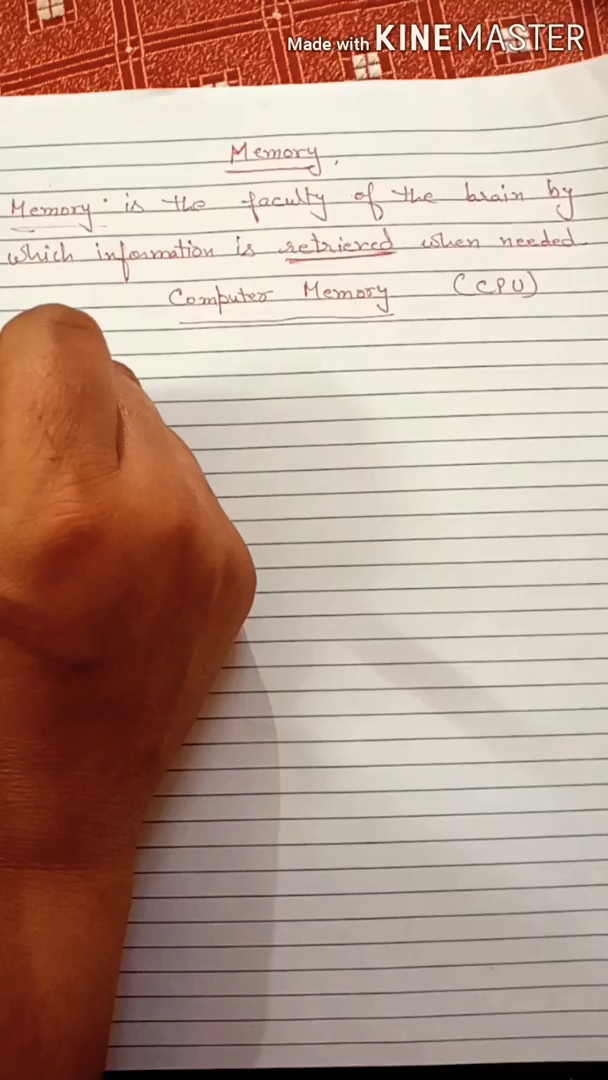 Made with KINEMASTER
Memory.
Memory is the faculty of the brain by
which information is retriered when needed.
Computer Memory (CPU)